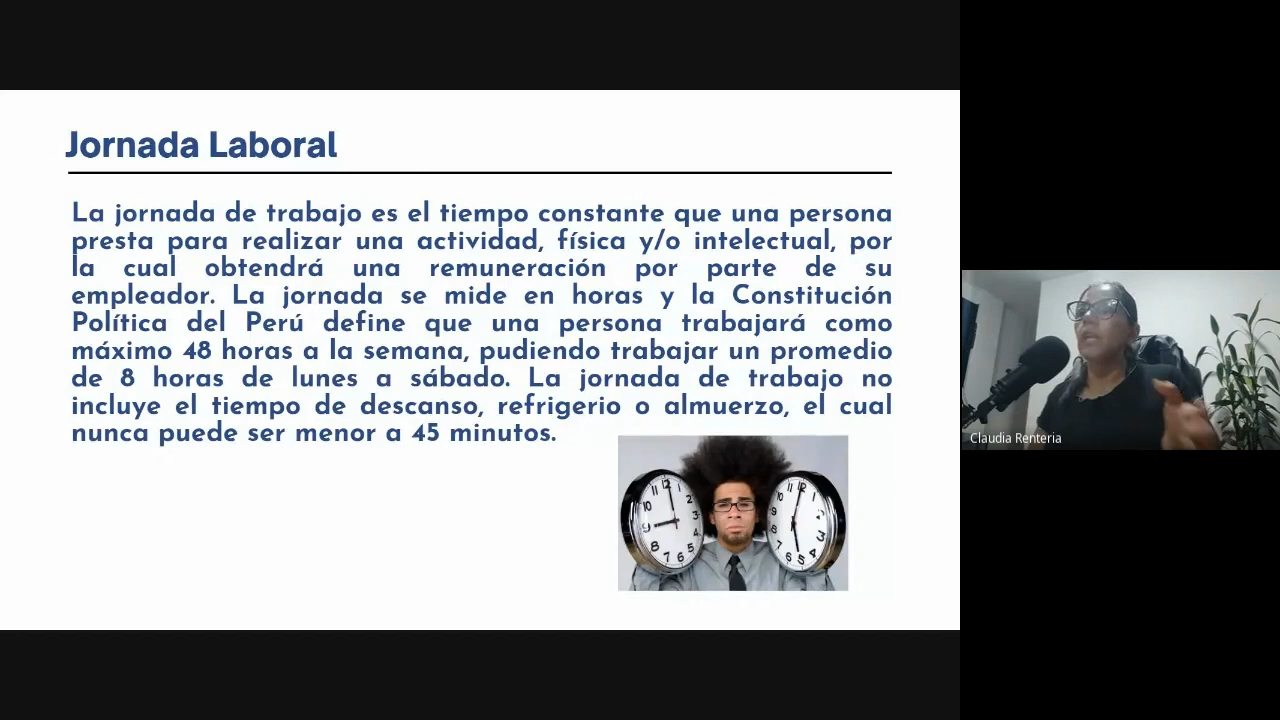 Jornada Laboral
La jornada de trabajo es el tiempo constante que una persona
presta para realizar una actividad, física y/o intelectual, por
la cual obtendrá una remuneración por parte de su
empleador. La jornada se mide en horas y la Constitución
Política del Perú define que una persona trabajará como
máximo 48 horas a la semana, pudiendo trabajar un promedio
de 8 horas de lunes a sábado. La jornada de trabajo no
incluye el tiempo de descanso, refrigerio o almuerzo, el cual
nunca puede ser menor a 45 minutos.
Claudia Renteria